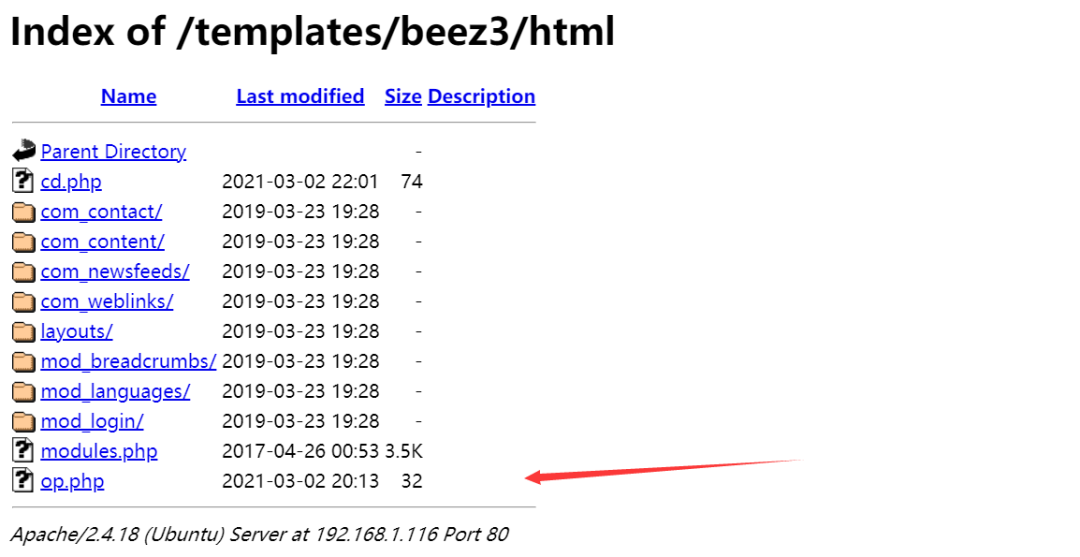 Index of /templates/beez3/html
Name Last modified Size Description
Parent Directory -
cd.php 2021-03-02 22:01 74
com_contact/ 2019-03-23 19:28 -
com_content/ 2019-03-23 19:28 -
com_newsfeeds/ 2019-03-23 19:28 -
com_weblinks/ 2019-03-23 19:28 -
layouts/ 2019-03-23 19:28 -
mod_breadcrumbs/ 2019-03-23 19:28 -
mod_languages/ 2019-03-23 19:28 -
mod_login/ 2019-03-23 19:28 -
modules.php 2017-04-26 00:53 3.5K
op.php 2021-03-02 20:13 32
Apache/2.4.18 (Ubuntu) Server at 192.168.1.116 Port 80